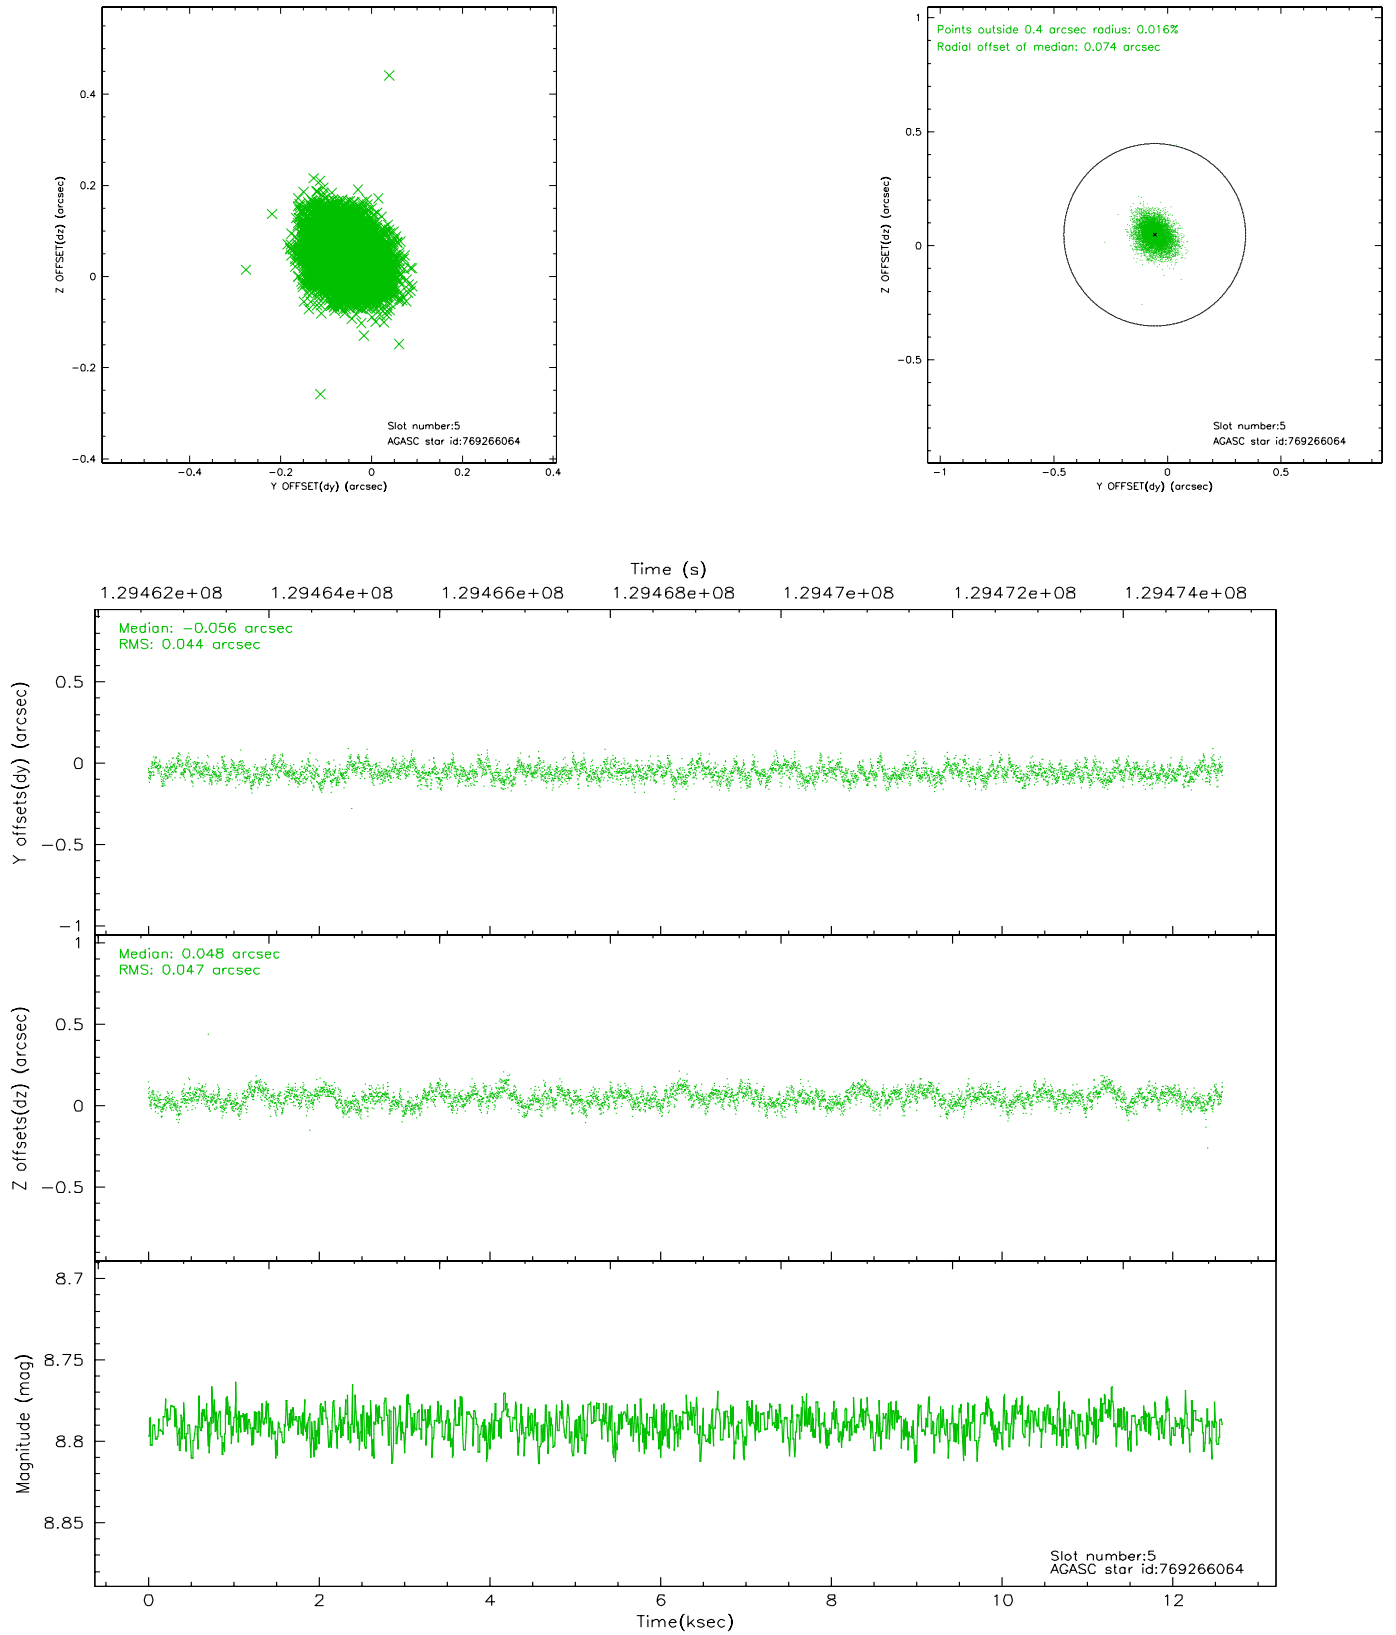 0.4
0.2
0
-0.2
-0.4
Z OFFSET(dz) (arcsec)
Slot number:5
AGASC star id:769266064
-0.4 -0.2 0 0.2 0.4
Y OFFSET(dy) (arcsec)
Points outside 0.4 arcsec radius: 0.016%
Radial offset of median: 0.074 arcsec
1
0.5
0
-0.5
Z OFFSET(dz) (arcsec)
Slot number:5
AGASC star id:769266064
-1 -0.5 0 0.5
Y OFFSET(dy) (arcsec)
Time (s)
1.29462e+08 1.29464e+08 1.29466e+08 1.29468e+08 1.2947e+08 1.29472e+08 1.29474e+08
Median: -0.056 arcsec
RMS: 0.044 arcsec
0.5
0
-0.5
-1
Y offsets(dy) (arcsec)
Median: 0.048 arcsec
RMS: 0.047 arcsec
1
0.5
0
-0.5
Z offsets(dz) (arcsec)
8.7
8.75
8.8
8.85
Magnitude (mag)
Slot number:5
AGASC star id:769266064
0 2 4 6 8 10 12
Time(ksec)